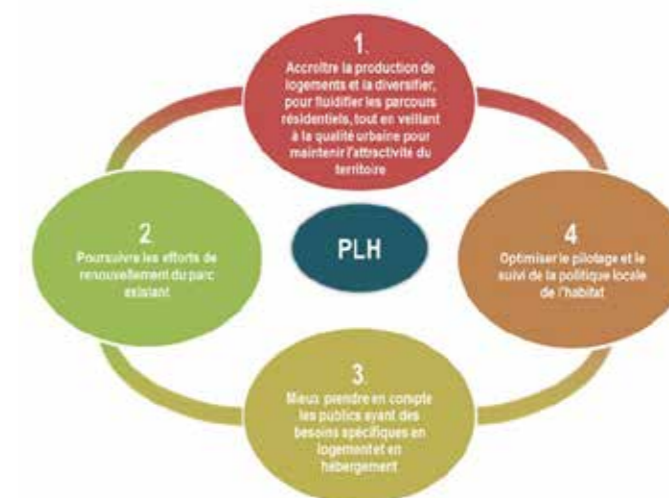 1.
Accroître la production de
logements et la diversifier,
pour fluidifier les parcours
résidentiels, tout en veillant
à la qualité urbaine pour
maintenir l'attractivité du
territoire
2
Poursuivre les efforts de
renouvellement du parc
existant
PLH
4
Optimiser le pilotage et le
suivi de la politique locale
de l'habitat
3.
Mieux prendre en compte
les publics ayant des
besoins spécifiques en
logement et en
hébergement